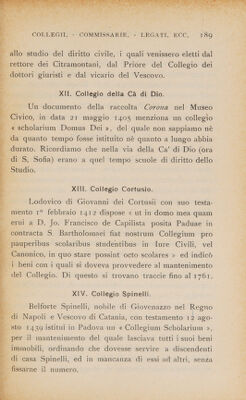 COLLEGII, - COMMISSARIE, - LEGATI, ECC, 189
allo studio del diritto civile, i quali venissero eletti dal
rettore dei Citramontani, dal Priore del Collegio dei
dottori giuristi e dal vicario del Vescovo.
XII. Collegio della Cà di Dio.
Un documento della raccolta Corona nel Museo
Civico, in data 21 maggio 1405 menziona un collegio
« scholarium Domus Dei », del quale non sappiamo nè
da quanto tempo fosse istituito nè quanto a lungo abbia
durato. Ricordiamo che nella via della Ca' di Dio (ora
di S. Sofia) erano a quel tempo scuole di diritto dello
Studio.
XIII. Collegio Cortusio.
Lodovico di Giovanni dei Cortusii con suo testa-
mento 1° febbraio 1412 dispose « ut in domo mea quam
erui a D. Jo. Francisco de Capilista posita Paduae in
contracta S. Bartholomaei fiat nostrum Collegium pro
pauperibus scolaribus studentibus in Iure Civili, vel
Canonico, in quo stare possint octo scolares » ed indicò
i beni con i quali si doveva provvedere al mantenimento
del Collegio. Di questo si trovano traccie fino al 1761.
XIV. Collegio Spinelli.
Belforte Spinelli, nobile di Giovenazzo nel Regno
di Napoli e Vescovo di Catania, con testamento 12 ago-
sto 1439 istituì in Padova un « Collegium Scholarium »,
per il mantenimento del quale lasciava tutti i suoi beni
immobili, ordinando che dovesse servire a discendenti
di casa Spinelli, ed in mancanza di essi ad altri, senza
fissarne il numero.